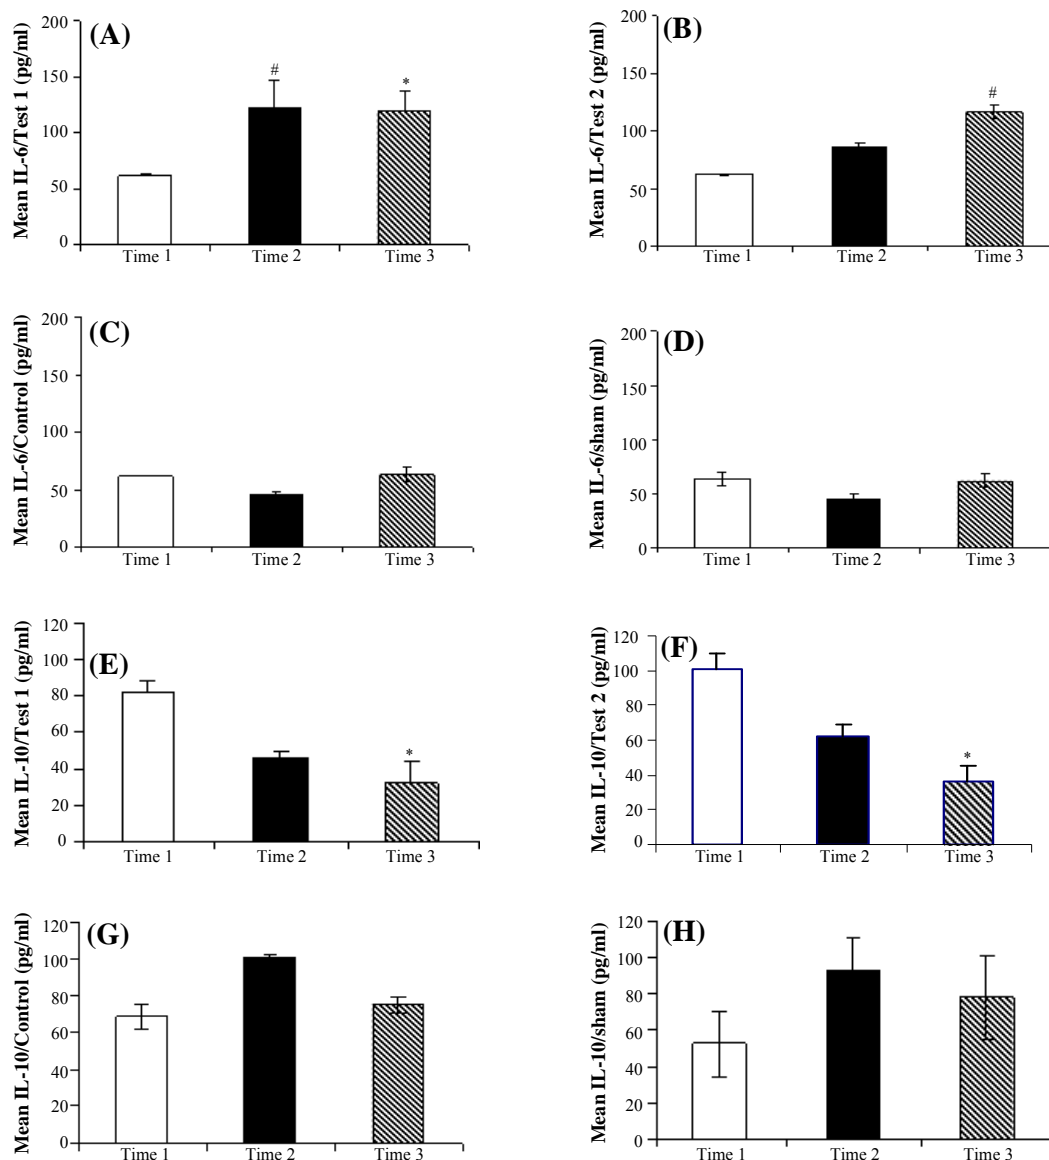 (A)
Mean IL-6/Test 1 (pg/ml)
200
150
100
50
0
#
*
Time 1 Time 2 Time 3
(B)
Mean IL-6/Test 2 (pg/ml)
200
150
100
50
0
#
Time 1 Time 2 Time 3
(C)
Mean IL-6/Control (pg/ml)
200
150
100
50
0
Time 1 Time 2 Time 3
(D)
Mean IL-6/sham (pg/ml)
200
150
100
50
0
Time 1 Time 2 Time 3
(E)
Mean IL-10/Test 1 (pg/ml)
120
100
80
60
40
20
0
*
Time 1 Time 2 Time 3
(F)
Mean IL-10/Test 2 (pg/ml)
120
100
80
60
40
20
0
*
Time 1 Time 2 Time 3
(G)
Mean IL-10/Control (pg/ml)
120
100
80
60
40
20
0
Time 1 Time 2 Time 3
(H)
Mean IL-10/sham (pg/ml)
120
100
80
60
40
20
0
Time 1 Time 2 Time 3